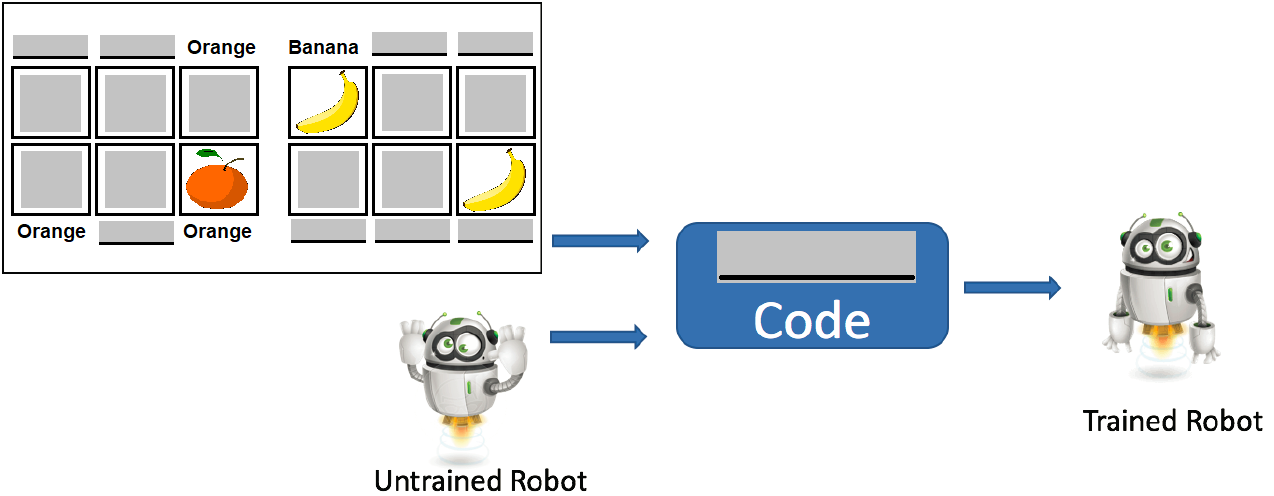 Orange
Banana
Orange
Orange
Code
Trained Robot
Untrained Robot